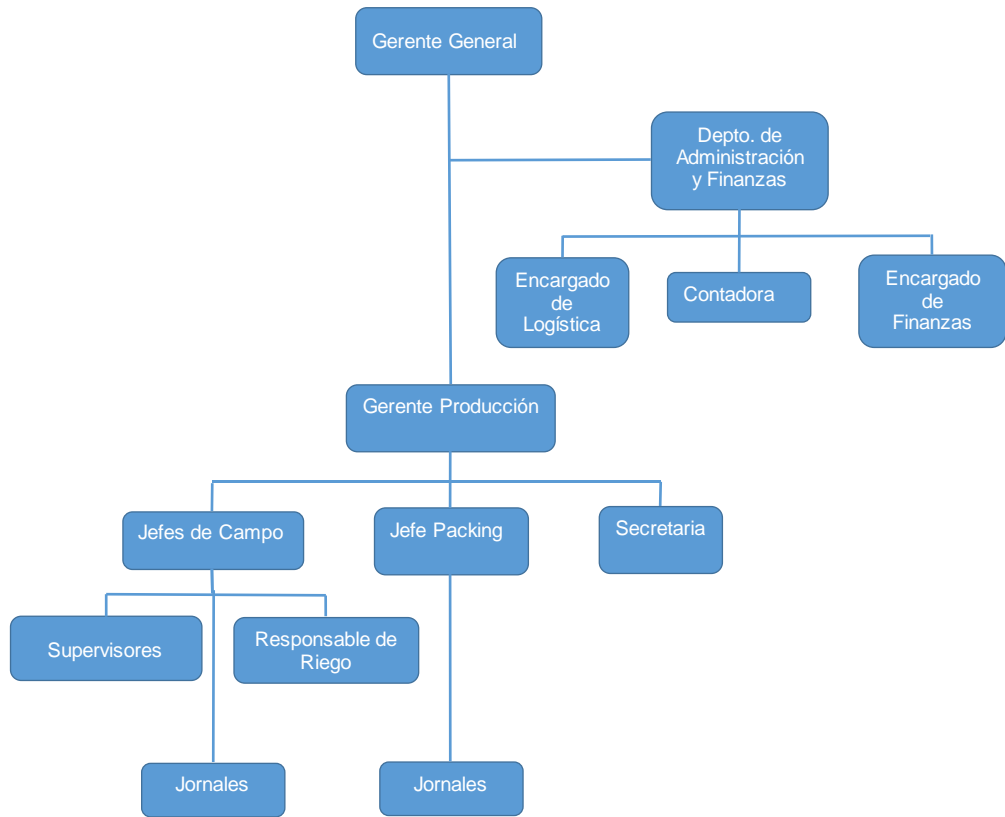 Gerente General
Depto. de
Administración
y Finanzas
Encargado
de
Logística
Contadora
Encargado
de
Finanzas
Gerente Producción
Jefes de Campo
Jefe Packing
Secretaria
Supervisores
Responsable de
Riego
Jornales
Jornales